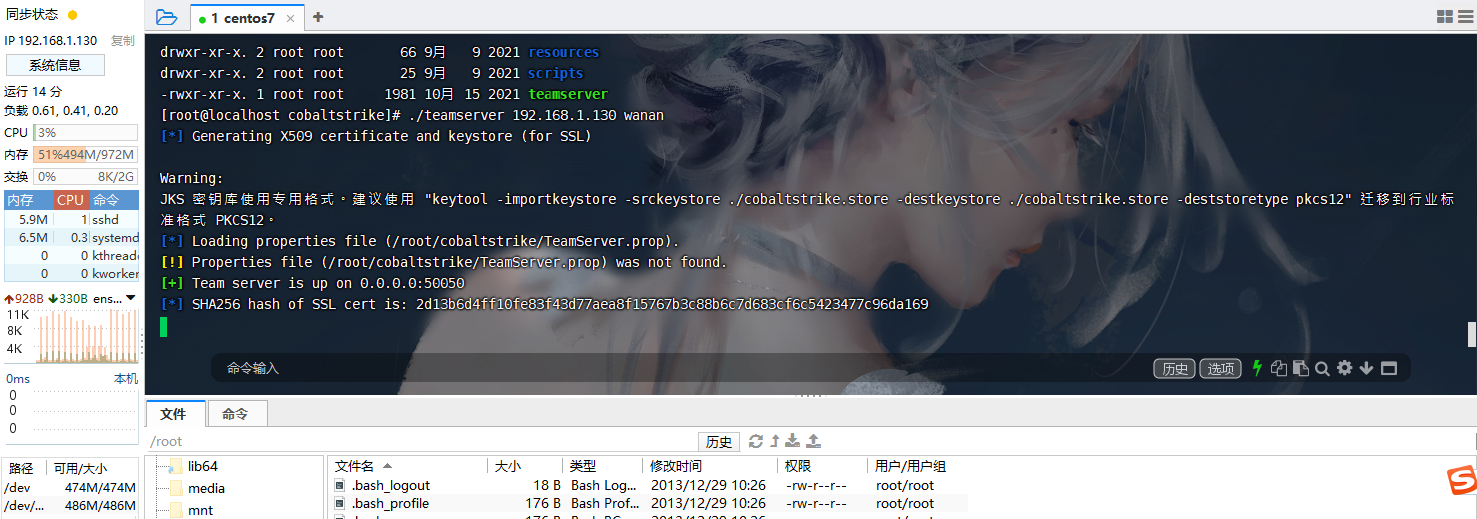 同步状态
IP 192.168.1.130 复制
系统信息
运行 14 分
负载 0.61, 0.41, 0.20
CPU 3%
内存 51% 494M/972M
交换 0% 8K/2G
内存 CPU 命令
5.9M 1 sshd
6.5M 0.3 systemd
0 0 kthread
0 0 kworker
928B 330B ens...
11K
8K
4K
0ms 本机
0
0
0
路径 可用/大小
/dev 474M/474M
/dev/... 486M/486M
1 centos7 × +
drwxr-xr-x. 2 root root 66 9月 9 2021 resources
drwxr-xr-x. 2 root root 25 9月 9 2021 scripts
-rwxr-xr-x. 1 root root 1981 10月 15 2021 teamserver
[root@localhost cobaltstrike]# ./teamserver 192.168.1.130 wanan
[*] Generating X509 certificate and keystore (for SSL)
Warning:
JKS 密钥库使用专用格式。建议使用 "keytool -importkeystore -srckeystore ./cobaltstrike.store -destkeystore ./cobaltstrike.store -deststoretype pkcs12" 迁移到行业标
准格式 PKCS12。
[*] Loading properties file (/root/cobaltstrike/TeamServer.prop).
[!] Properties file (/root/cobaltstrike/TeamServer.prop) was not found.
[+] Team server is up on 0.0.0.0:50050
[*] SHA256 hash of SSL cert is: 2d13b6d4ff10fe83f43d77aea8f15767b3c88b6c7d683cf6c5423477c96da169
命令输入 历史 选项
文件 命令
/root 历史
lib64
media
mnt
文件名 大小 类型 修改时间 权限 用户/用户组
.bash_logout 18 B Bash Log... 2013/12/29 10:26 -rw-r--r-- root/root
.bash_profile 176 B Bash Prof... 2013/12/29 10:26 -rw-r--r-- root/root